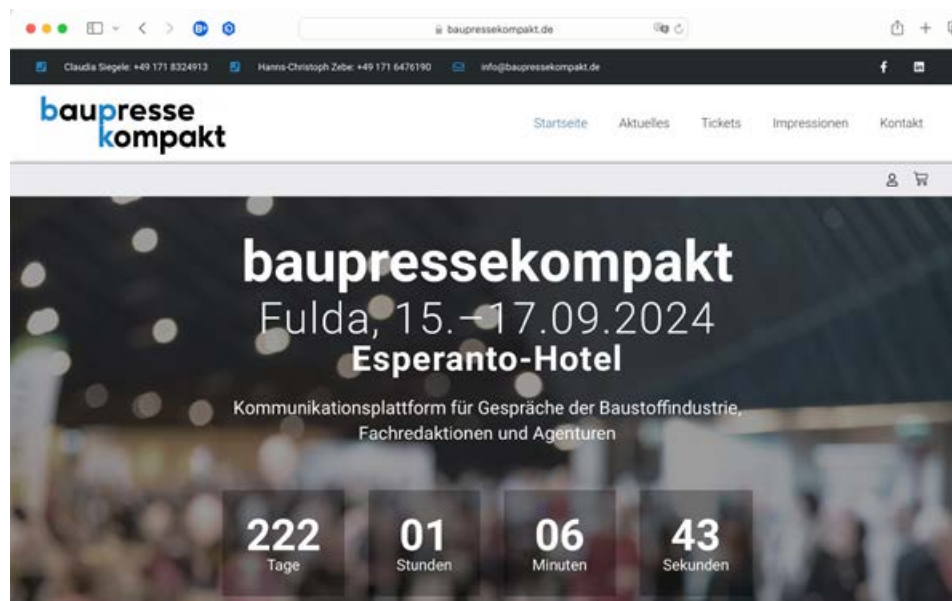 baupressekompakt.de
Claudia Siegele: +49 171 8324913 Hanns-Christoph Zebe: +49 171 6476190 info@baupressekompakt.de
baupresse
kompakt
Startseite Aktuelles Tickets Impressionen Kontakt
baupressekompakt
Fulda, 15.–17.09.2024
Esperanto-Hotel
Kommunikationsplattform für Gespräche der Baustoffindustrie,
Fachredaktionen und Agenturen
222 01 06 43
Tage Stunden Minuten Sekunden